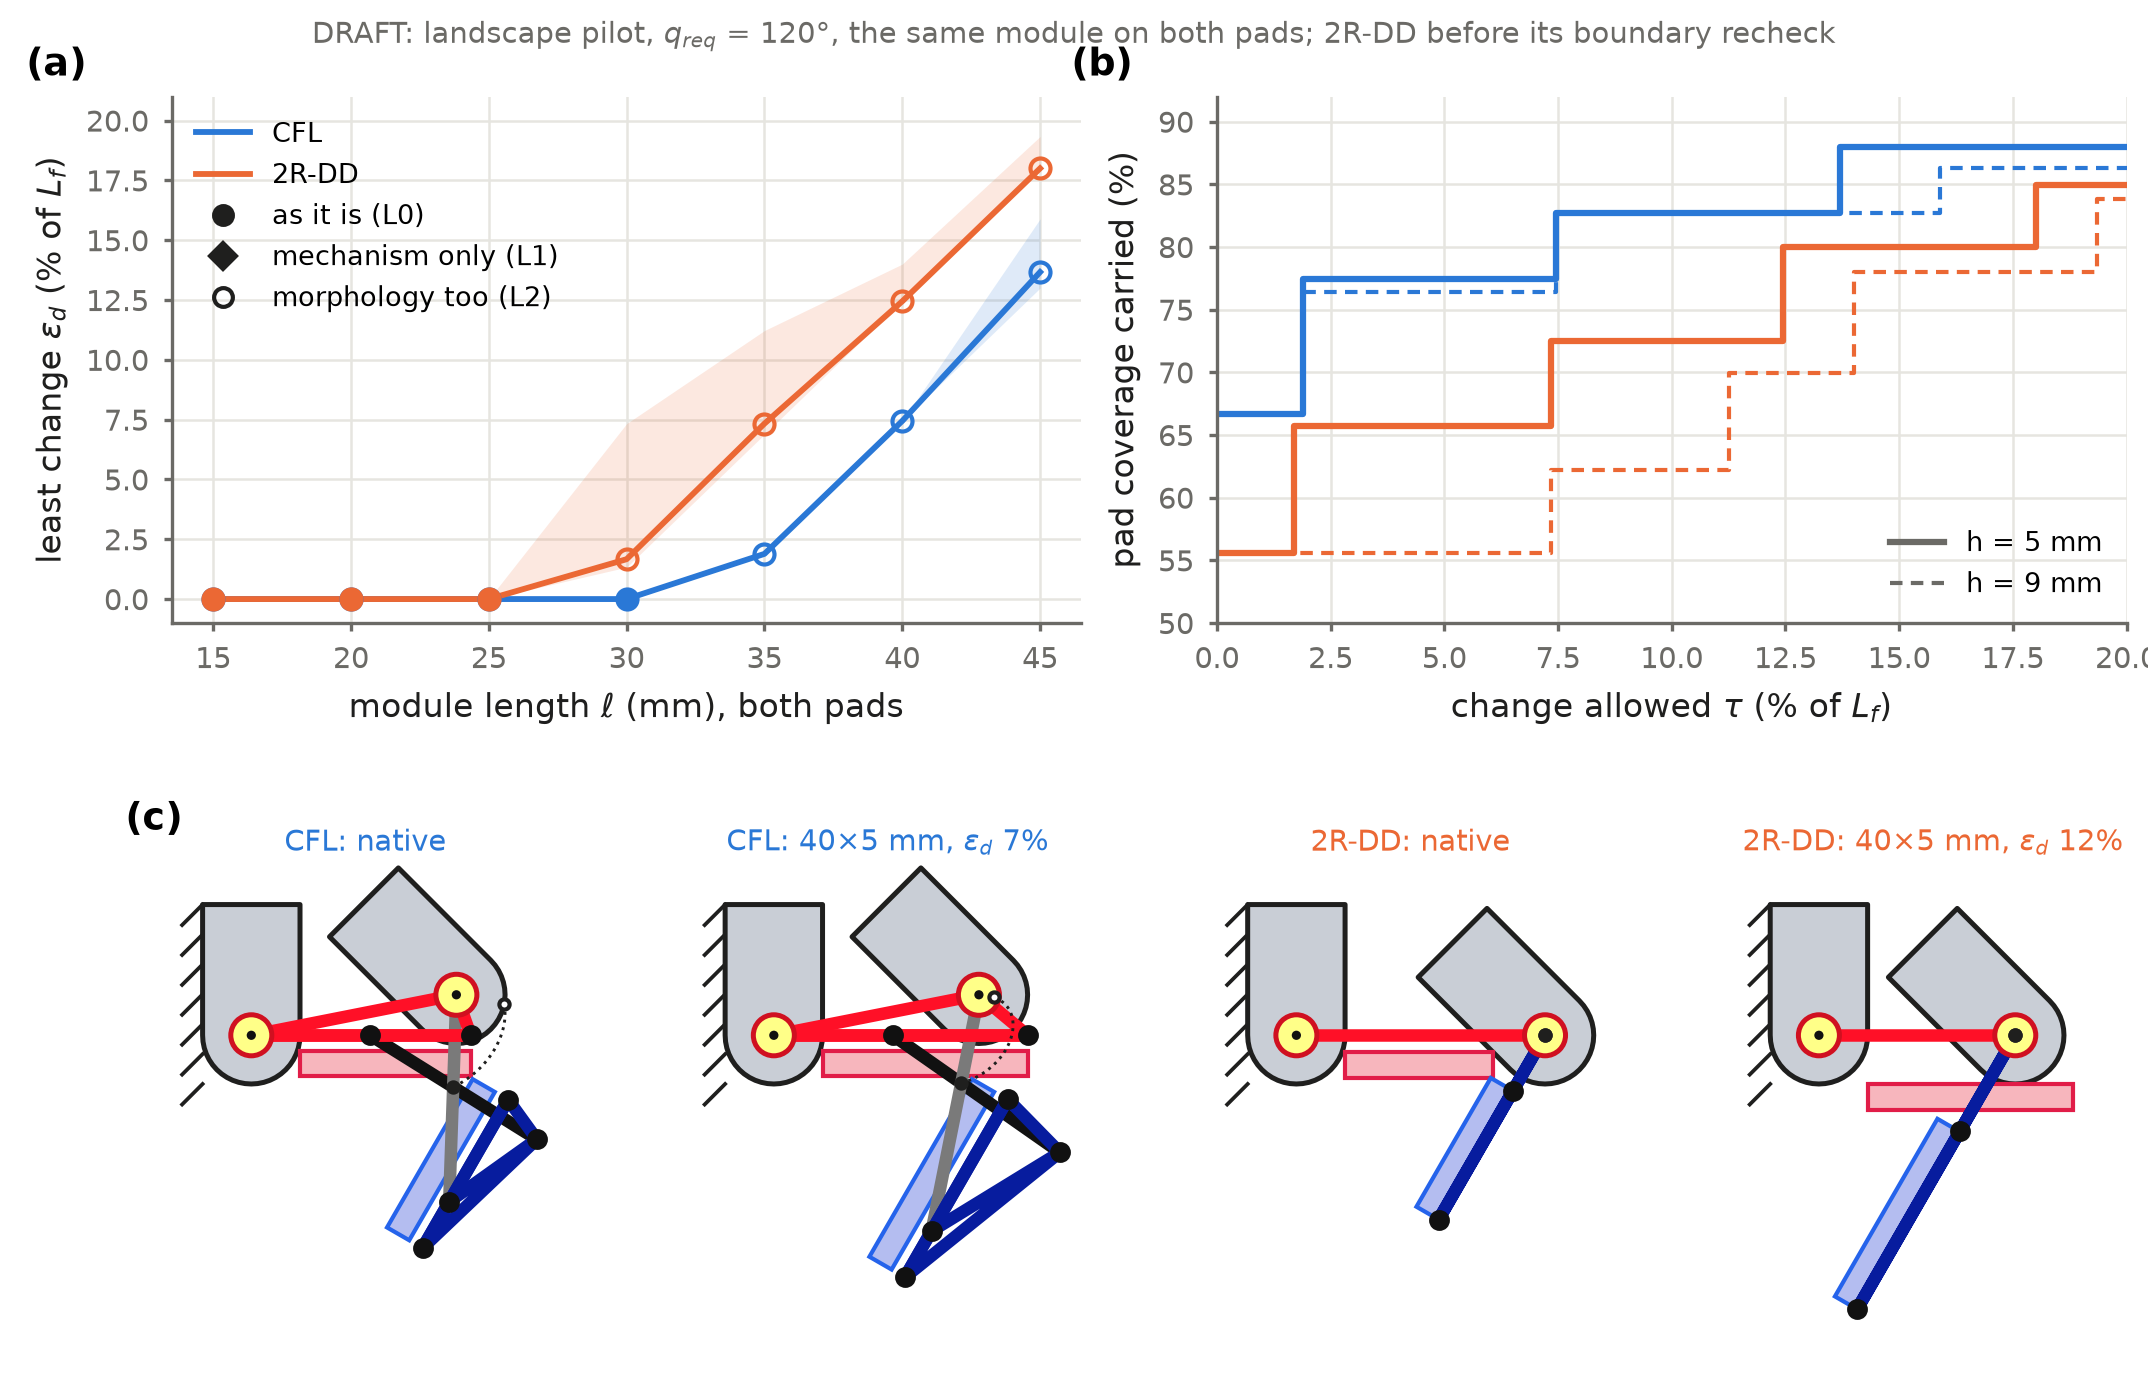 DRAFT: landscape pilot, q_req = 120°, the same module on both pads; 2R-DD before its boundary recheck
(a)
20.0
17.5
15.0
12.5
10.0
7.5
5.0
2.5
0.0
least change ε_d (% of L_f)
CFL
2R-DD
as it is (L0)
mechanism only (L1)
morphology too (L2)
15 20 25 30 35 40 45
module length ℓ (mm), both pads
(b)
90
85
80
75
70
65
60
55
50
pad coverage carried (%)
h = 5 mm
h = 9 mm
0.0 2.5 5.0 7.5 10.0 12.5 15.0 17.5 20.0
change allowed τ (% of L_f)
(c)
CFL: native
CFL: 40×5 mm, ε_d 7%
2R-DD: native
2R-DD: 40×5 mm, ε_d 12%